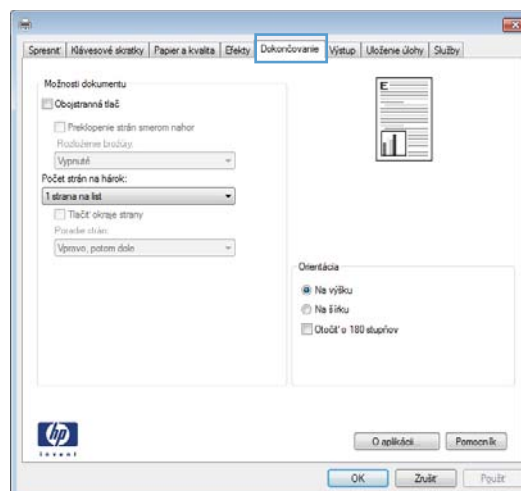 Spresniť Klávesové skratky Papier a kvalita Efekty Dokončovanie Výstup Uloženie úlohy Služby
Možnosti dokumentu
Obojstranná tlač
Preklopenie strán smerom nahor
Rozloženie brožúry:
Vypnuté
Počet strán na hárok:
1 strana na list
Tlačiť okraje strany
Poradie strán:
Vpravo, potom dole
E
Orientácia
Na výšku
Na šírku
Otočiť o 180 stupňov
hp
invent
O aplikácii... Pomocník
OK Zrušiť Použiť